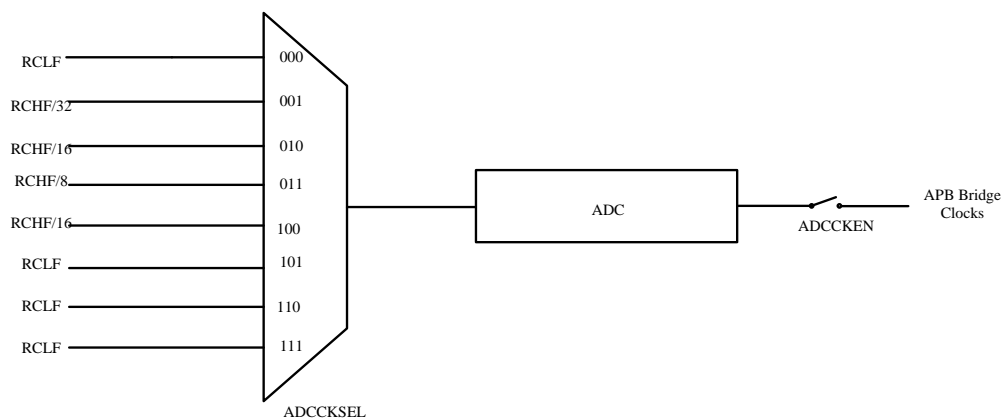 RCLF 000
RCHF/32 001
RCHF/16 010
RCHF/8 011
RCHF/16 100
RCLF 101
RCLF 110
RCLF 111
ADCCKSEL
ADC
ADCCKEN
APB Bridge
Clocks